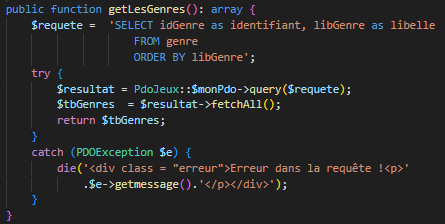 public function getLesGenres(): array {
$requete = 'SELECT idGenre as identifiant, libGenre as libelle
FROM genre
ORDER BY libGenre';
try {
$resultat = PdoJeux::$monPdo->query($requete);
$tbGenres = $resultat->fetchAll();
return $tbGenres;
}
catch (PDOException $e) {
die('<div class = "erreur">Erreur dans la requête !<p>'
.$e->getmessage().'</p></div>');
}
}